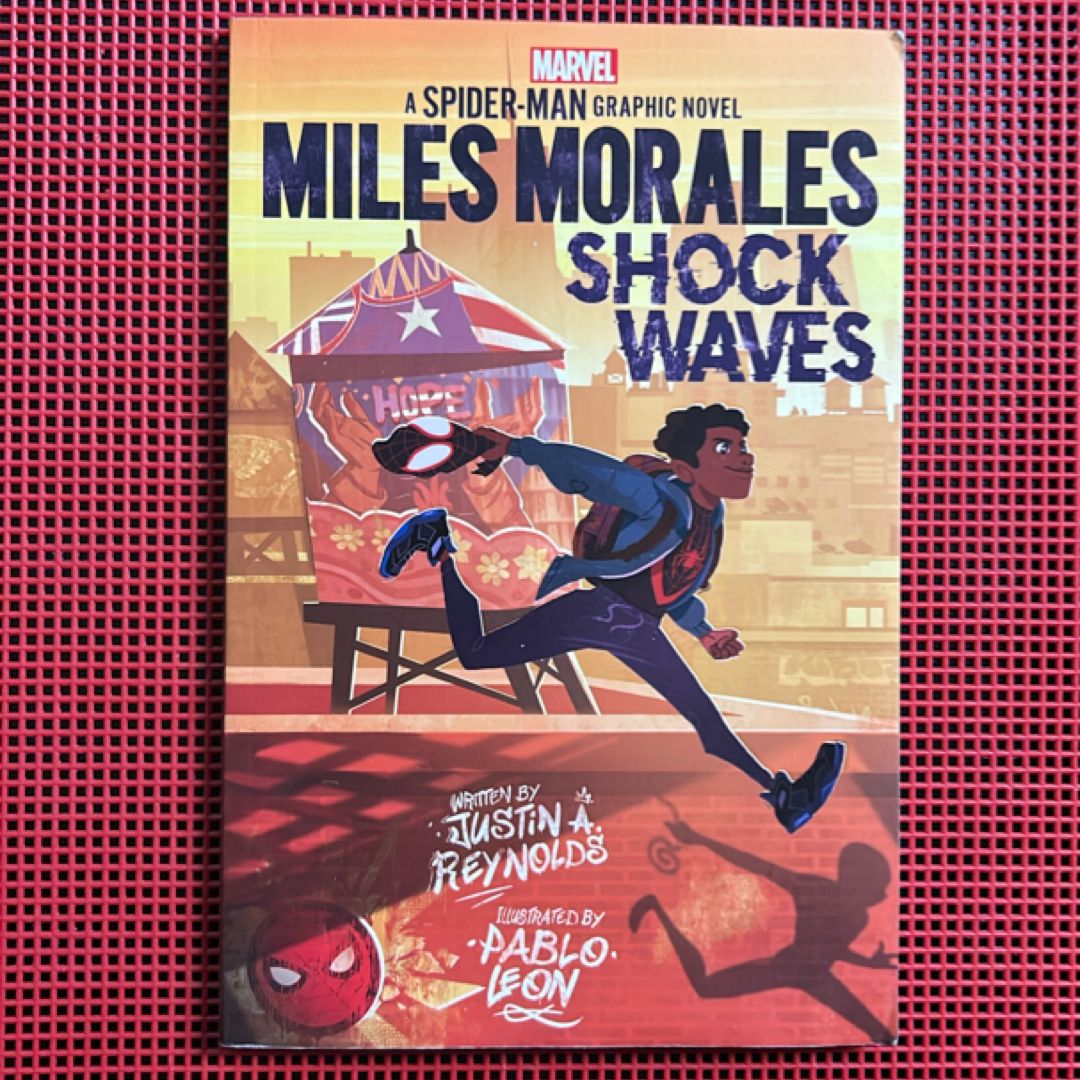 MARVEL
A SPIDER-MAN GRAPHIC NOVEL
MILES MORALES
SHOCK
WAVES
HOPE
WRITTEN BY
JUSTIN A.
REYNOLDS
ILLUSTRATED BY
PABLO
LEON